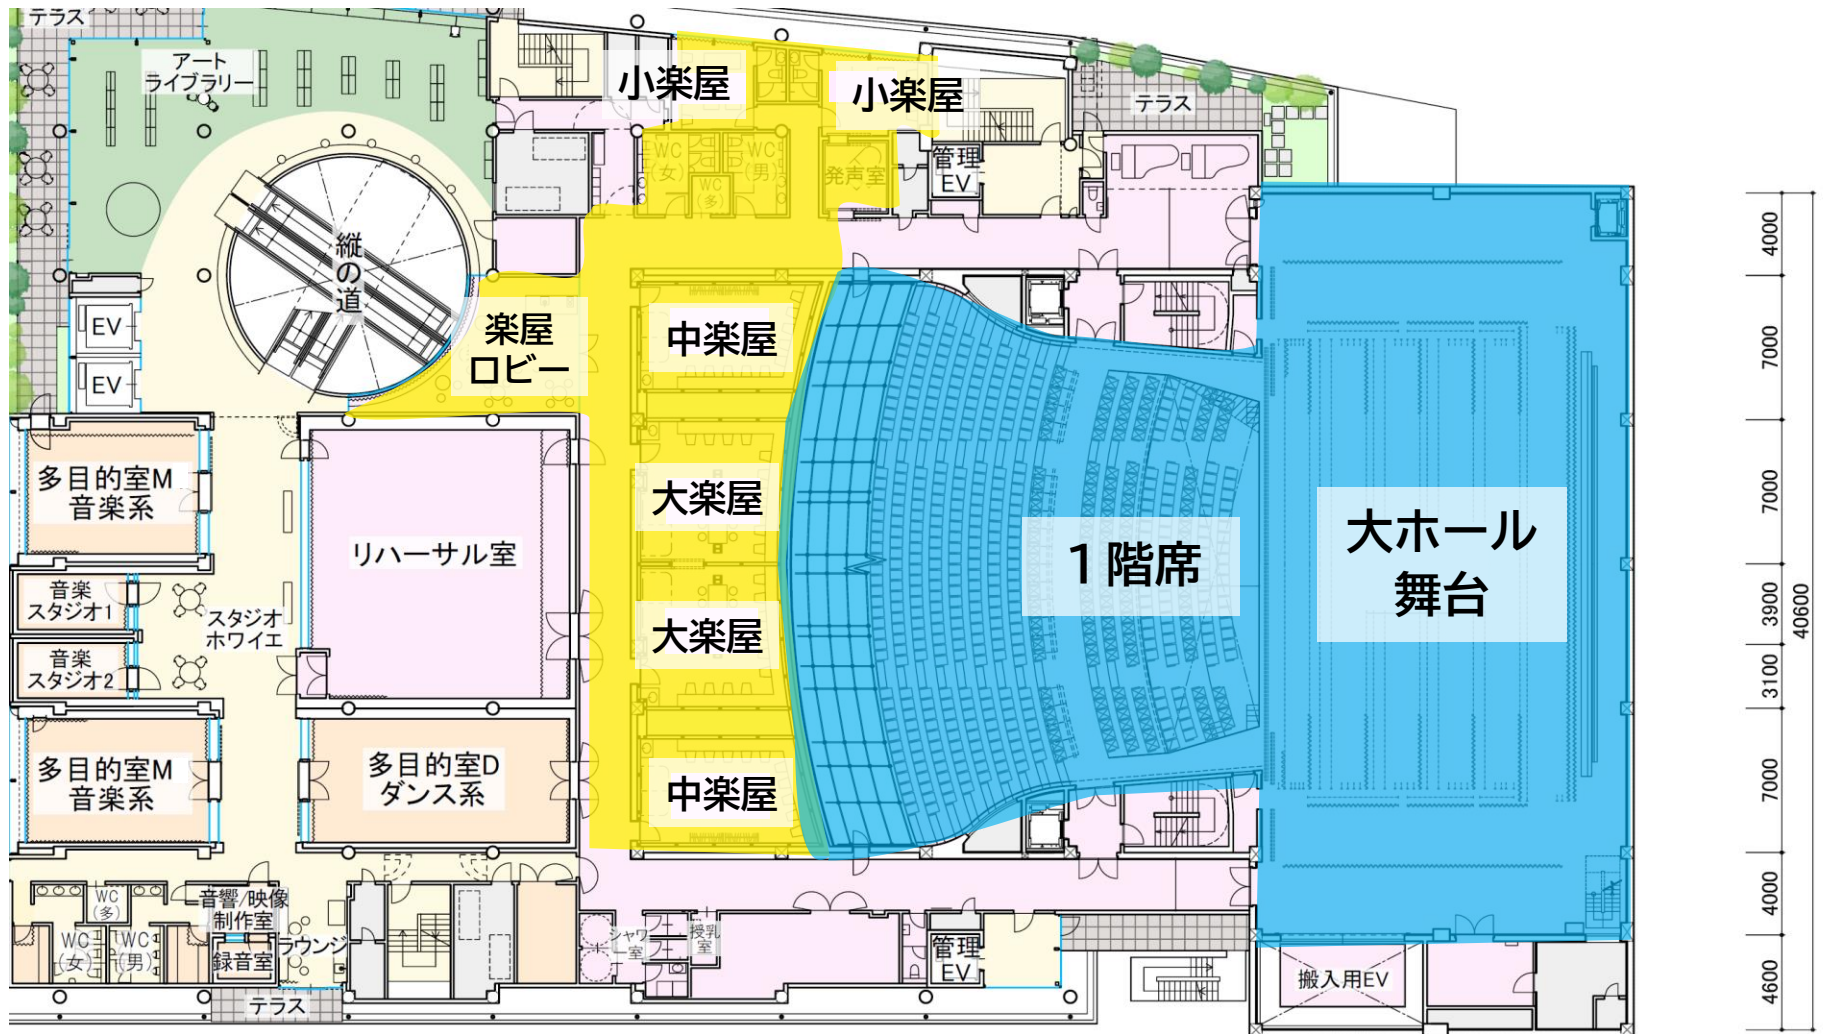 テラス
アート
ライブラリー
小楽屋
小楽屋
テラス
WC
(女)
WC
(多)
WC
(男)
発声室
管理
EV
縦の道
EV
EV
楽屋
ロビー
中楽屋
大楽屋
大楽屋
中楽屋
1階席
大ホール
舞台
多目的室M
音楽系
リハーサル室
音楽
スタジオ1
スタジオ
ホワイエ
音楽
スタジオ2
多目的室M
音楽系
多目的室D
ダンス系
WC
(多)
音響/映像
制作室
WC
(女)
WC
(男)
録音室
ラウンジ
シャワ
ー室
授乳
室
管理
EV
搬入用EV
テラス
4000
7000
7000
3900
3100
7000
4000
4600
40600